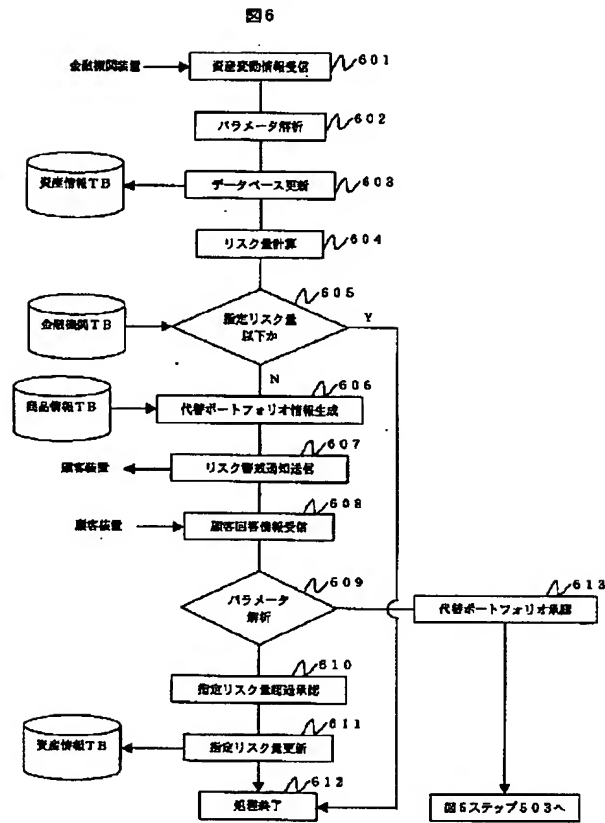 図6
金融機関装置
資産変動情報受信
601
パラメータ解析
602
資産情報TB
データベース更新
603
リスク量計算
604
605
金融機関TB
指定リスク量
以下か
Y
N
606
商品情報TB
代替ポートフォリオ情報生成
607
顧客装置
リスク警戒通知送信
608
顧客装置
顧客回答情報受信
609
613
パラメータ
解析
代替ポートフォリオ承認
610
指定リスク量超過承認
611
資産情報TB
指定リスク量更新
612
処理終了
図5ステップ503へ